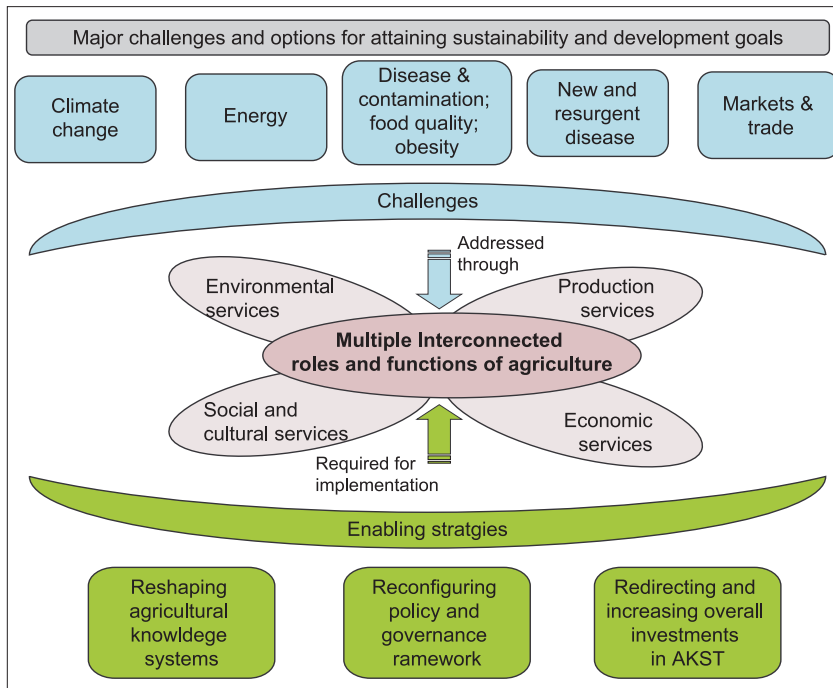 Major challenges and options for attaining sustainability and development goals
Climate
change
Energy
Disease &
contamination;
food quality;
obesity
New and
resurgent
disease
Markets &
trade
Challenges
Addressed
through
Environmental
services
Production
services
Multiple Interconnected
roles and functions of agriculture
Social and
cultural services
Economic
services
Required for
implementation
Enabling stratgies
Reshaping
agricultural
knowldege
systems
Reconfiguring
policy and
governance
ramework
Redirecting and
increasing overall
investments
in AKST